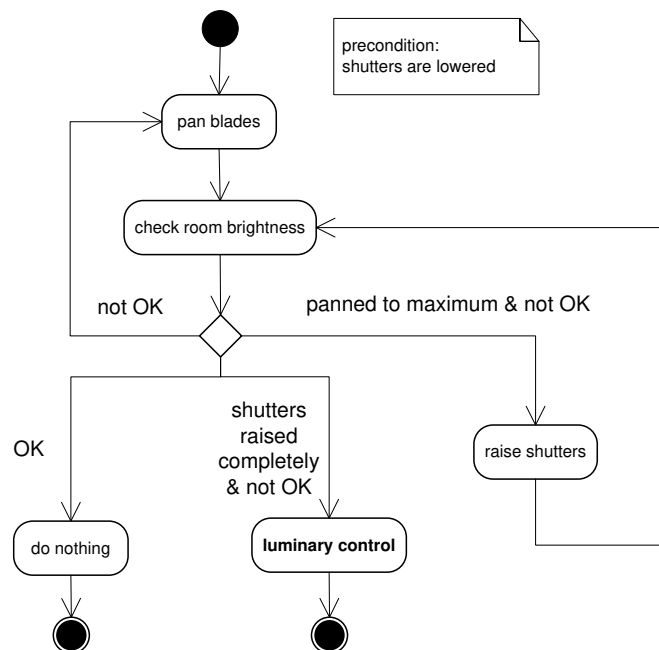 precondition:
shutters are lowered
pan blades
check room brightness
not OK
panned to maximum & not OK
OK
shutters
raised
completely
& not OK
raise shutters
do nothing
luminary control